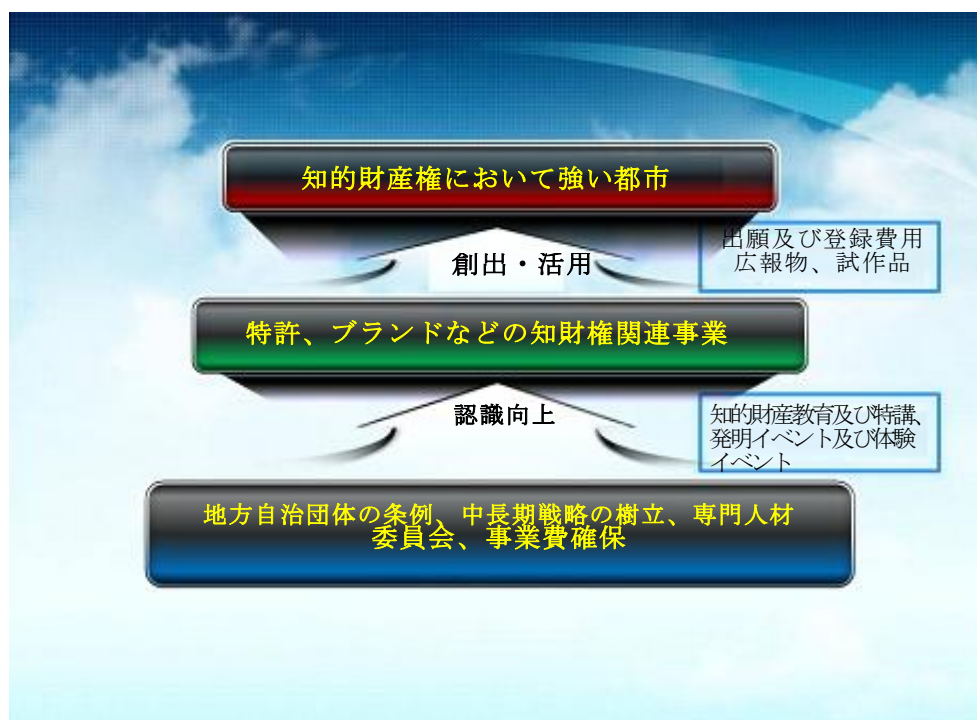 知的財産権において強い都市
創出・活用
出願及び登録費用
広報物、試作品
特許、ブランドなどの知財権関連事業
認識向上
知的財産教育及び特講、
発明イベント及び体験
イベント
地方自治団体の条例、中長期戦略の樹立、専門人材
委員会、事業費確保